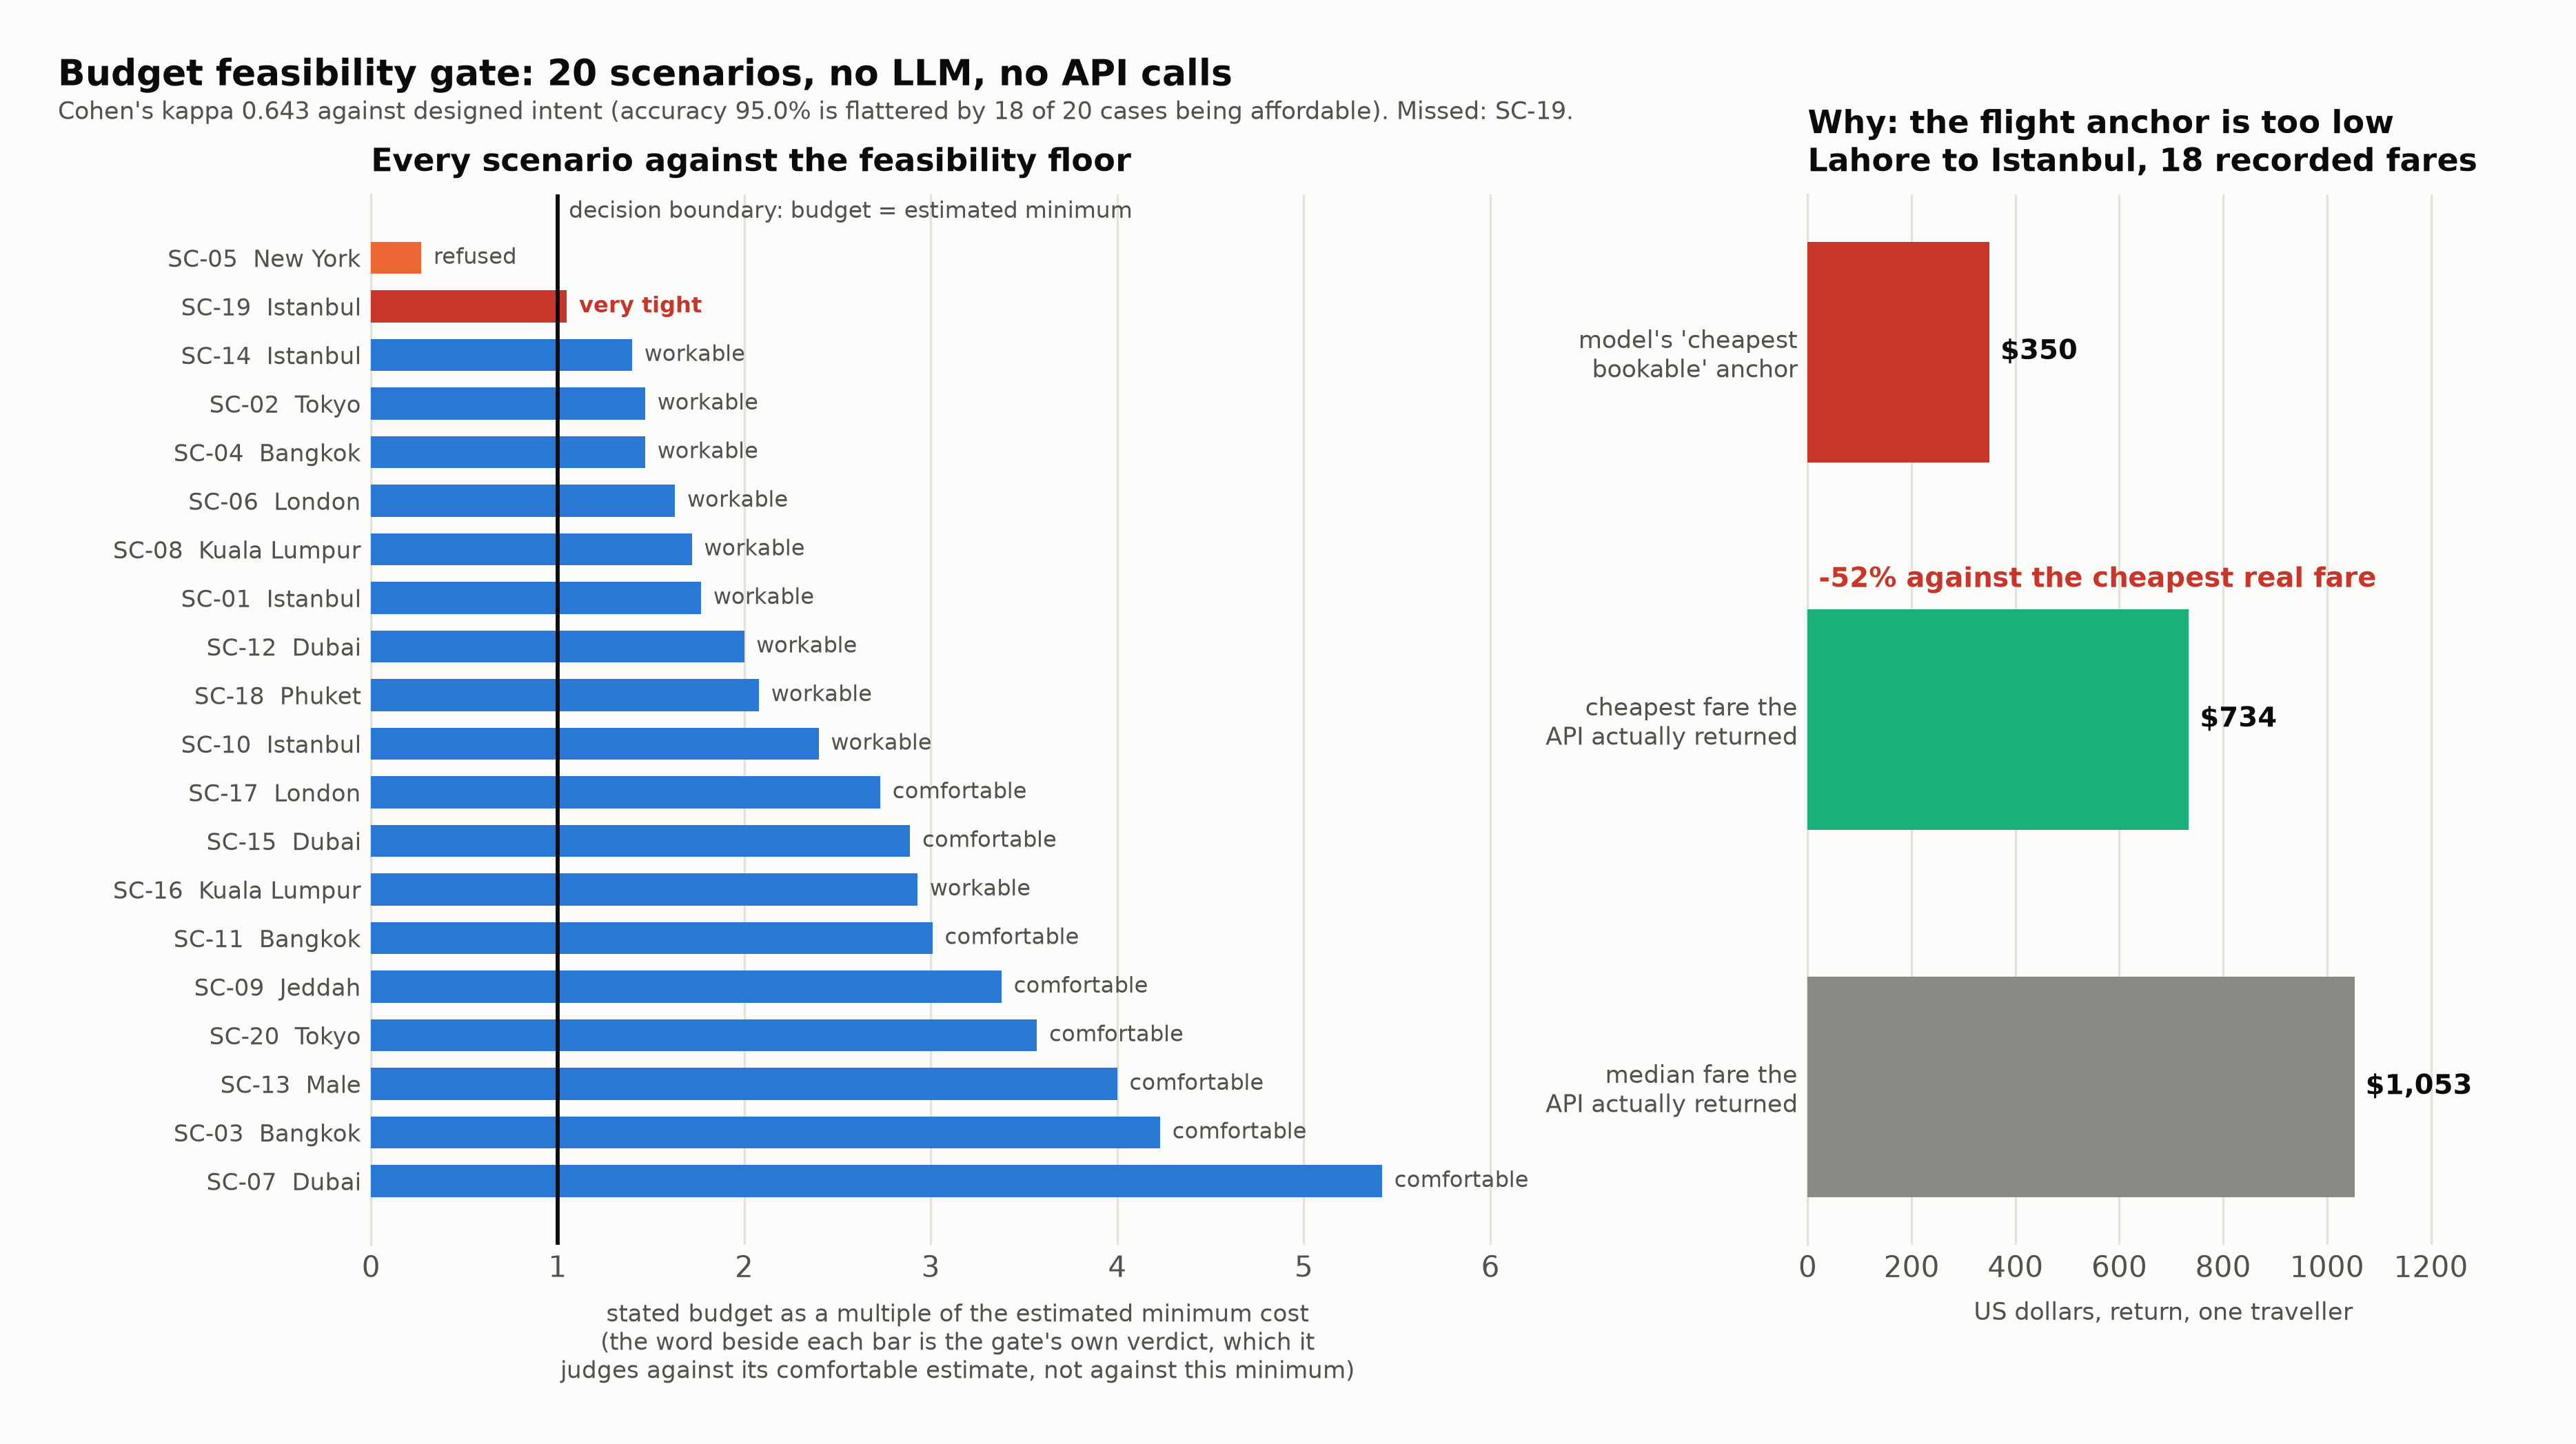 Budget feasibility gate: 20 scenarios, no LLM, no API calls
Cohen's kappa 0.643 against designed intent (accuracy 95.0% is flattered by 18 of 20 cases being affordable). Missed: SC-19.
Every scenario against the feasibility floor
decision boundary: budget = estimated minimum
SC-05 New York refused
SC-19 Istanbul very tight
SC-14 Istanbul workable
SC-02 Tokyo workable
SC-04 Bangkok workable
SC-06 London workable
SC-08 Kuala Lumpur workable
SC-01 Istanbul workable
SC-12 Dubai workable
SC-18 Phuket workable
SC-10 Istanbul workable
SC-17 London comfortable
SC-15 Dubai comfortable
SC-16 Kuala Lumpur workable
SC-11 Bangkok comfortable
SC-09 Jeddah comfortable
SC-20 Tokyo comfortable
SC-13 Male comfortable
SC-03 Bangkok comfortable
SC-07 Dubai comfortable
0 1 2 3 4 5 6
stated budget as a multiple of the estimated minimum cost
(the word beside each bar is the gate's own verdict, which it
judges against its comfortable estimate, not against this minimum)
Why: the flight anchor is too low
Lahore to Istanbul, 18 recorded fares
model's 'cheapest
bookable' anchor
$350
-52% against the cheapest real fare
cheapest fare the
API actually returned
$734
median fare the
API actually returned
$1,053
0 200 400 600 800 1000 1200
US dollars, return, one traveller